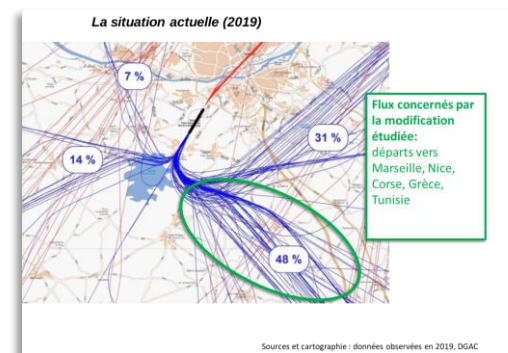 La situation actuelle (2019)
7 %
31 %
14 %
48 %
Flux concernés par
la modification
étudiée:
départs vers
Marseille, Nice,
Corse, Grèce,
Tunisie
Sources et cartographie : données observées en 2019, DGAC